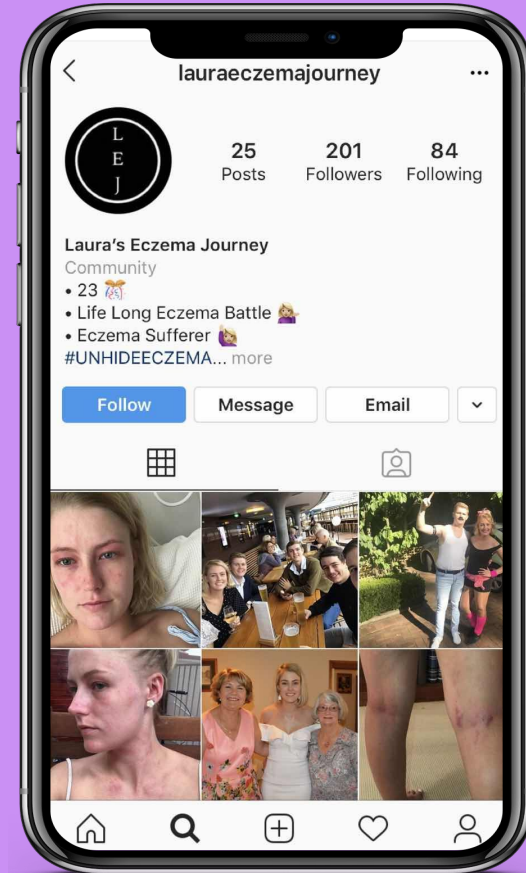 lauraeczemajourney
L
E
J
25 201 84
Posts Followers Following
Laura's Eczema Journey
Community
• 23 🎊
• Life Long Eczema Battle 💁🏼‍♀️
• Eczema Sufferer 🙋🏼‍♀️
#UNHIDEECZEMA... more
Follow Message Email